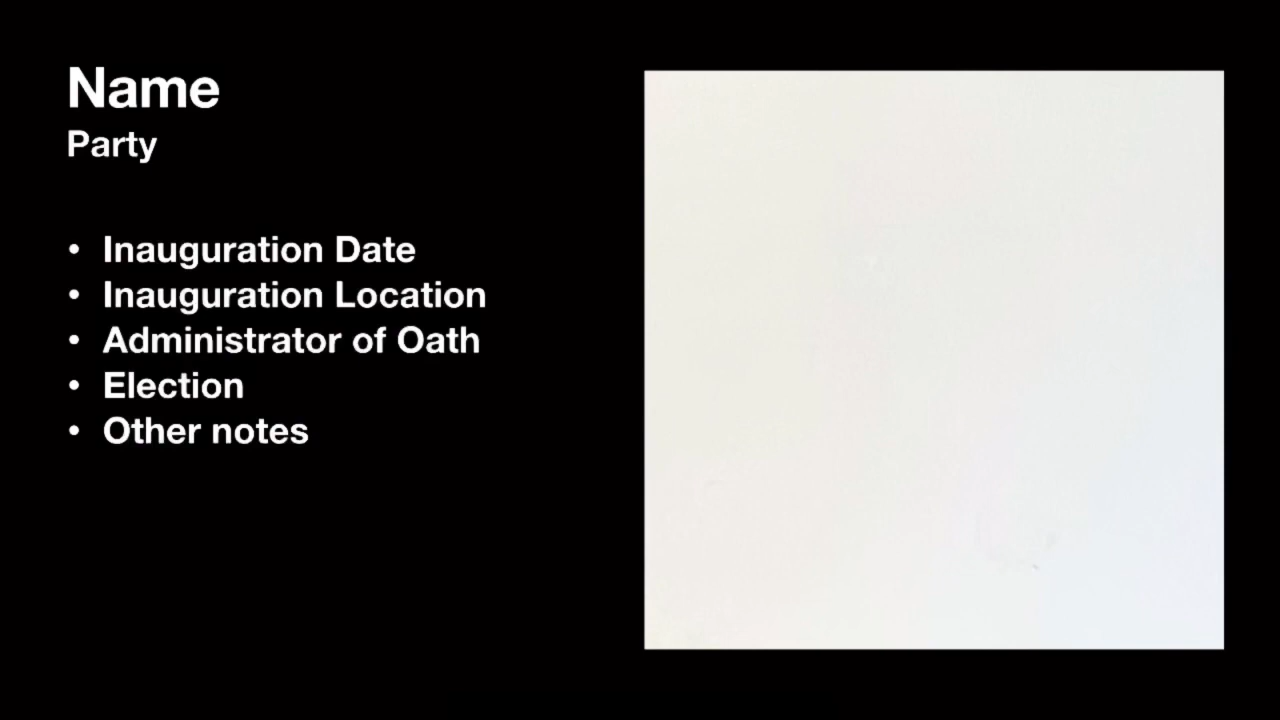 Name
Party
• Inauguration Date
• Inauguration Location
• Administrator of Oath
• Election
• Other notes